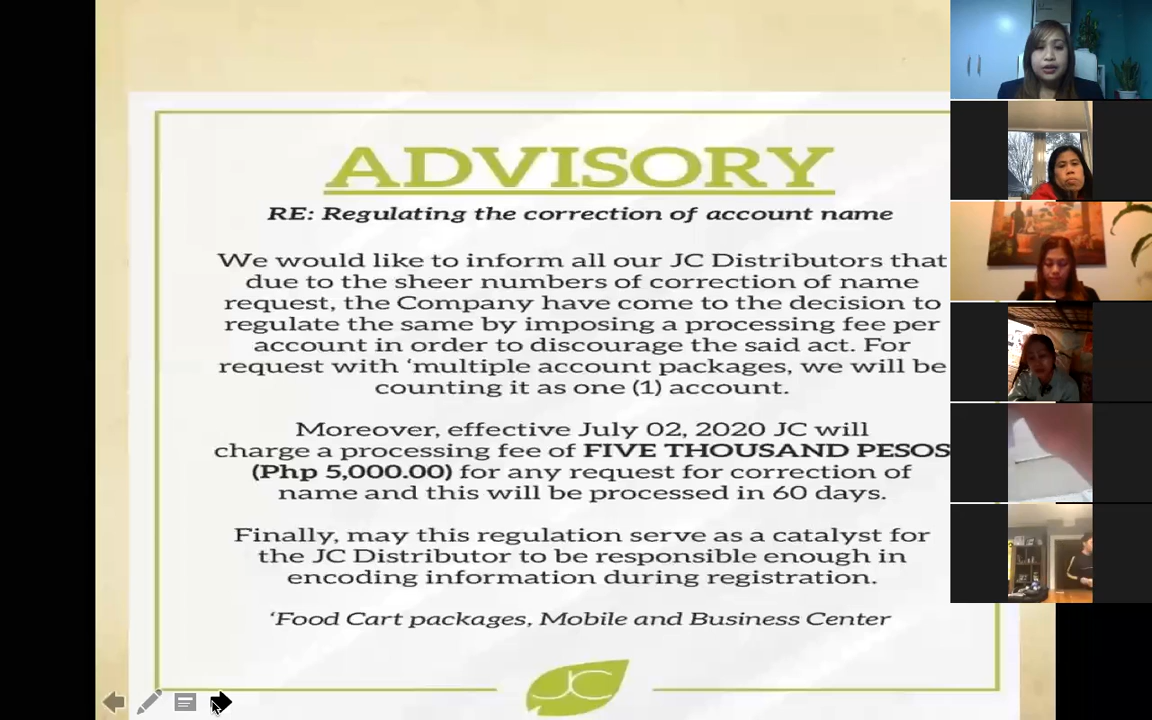 ADVISORY
RE: Regulating the correction of account name
We would like to inform all our JC Distributors that
due to the sheer numbers of correction of name
request, the Company have come to the decision to
regulate the same by imposing a processing fee per
account in order to discourage the said act. For
request with ‘multiple account packages, we will be
counting it as one (1) account.
Moreover, effective July 02, 2020 JC will
charge a processing fee of FIVE THOUSAND PESOS
(Php 5,000.00) for any request for correction of
name and this will be processed in 60 days.
Finally, may this regulation serve as a catalyst for
the JC Distributor to be responsible enough in
encoding information during registration.
‘Food Cart packages, Mobile and Business Center
JC